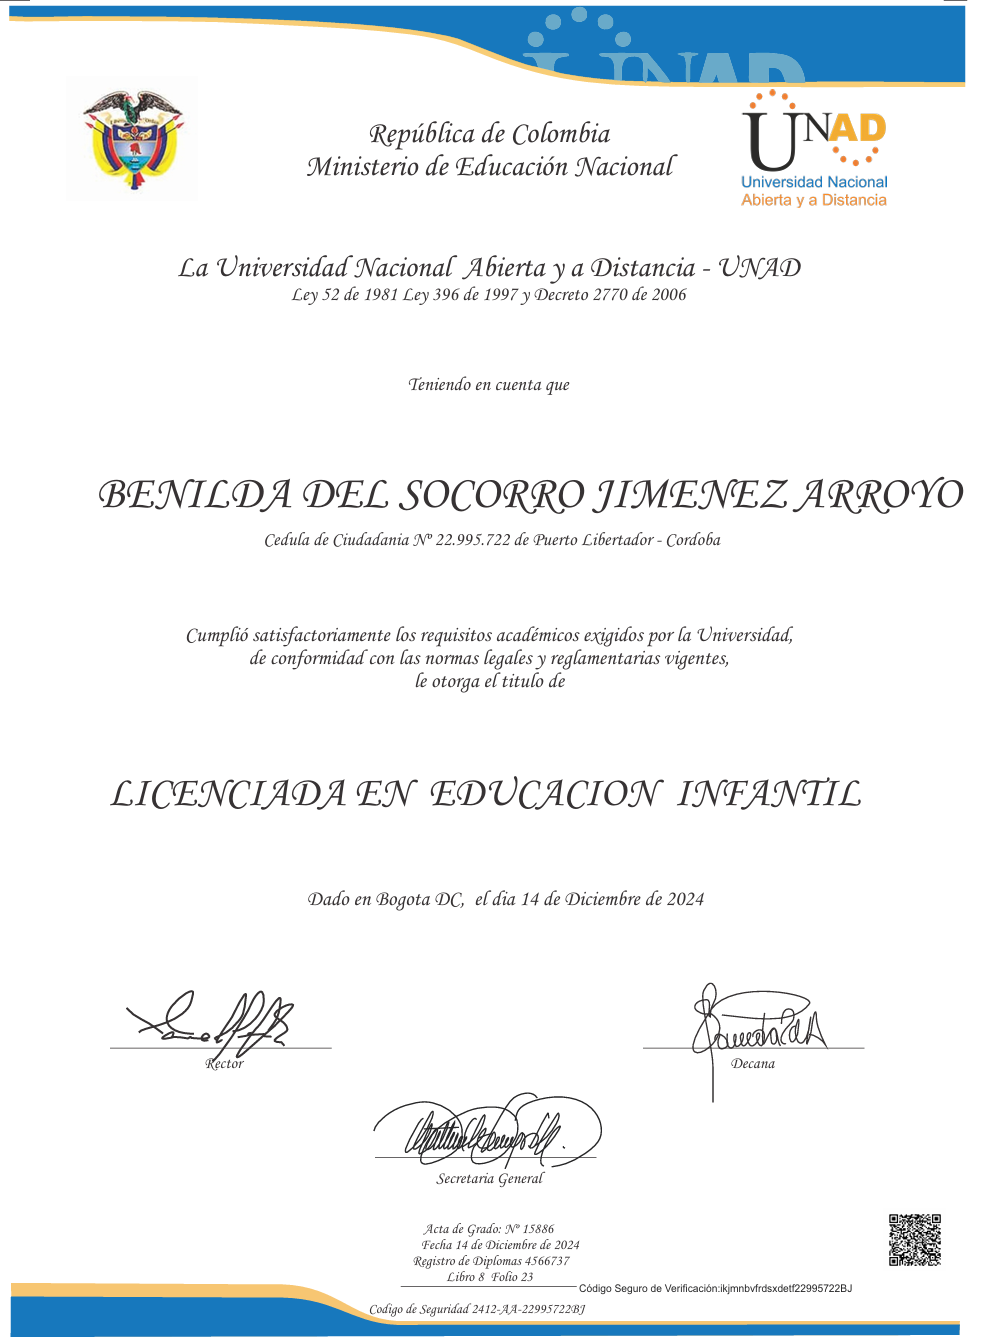 UNAD
República de Colombia
Ministerio de Educación Nacional
UNAD
Universidad Nacional
Abierta y a Distancia
La Universidad Nacional Abierta y a Distancia - UNAD
Ley 52 de 1981 Ley 396 de 1997 y Decreto 2770 de 2006
Teniendo en cuenta que
BENILDA DEL SOCORRO JIMENEZ ARROYO
Cedula de Ciudadania Nº 22.995.722 de Puerto Libertador - Cordoba
Cumplió satisfactoriamente los requisitos académicos exigidos por la Universidad,
de conformidad con las normas legales y reglamentarias vigentes,
le otorga el titulo de
LICENCIADA EN EDUCACION INFANTIL
Dado en Bogota DC, el dia 14 de Diciembre de 2024
Rector
Decana
Secretaria General
Acta de Grado: Nº 15886
Fecha 14 de Diciembre de 2024
Registro de Diplomas 4566737
Libro 8 Folio 23
Código Seguro de Verificación:ikjmnbvfrdsxdetf22995722BJ
Codigo de Seguridad 2412-AA-22995722BJ